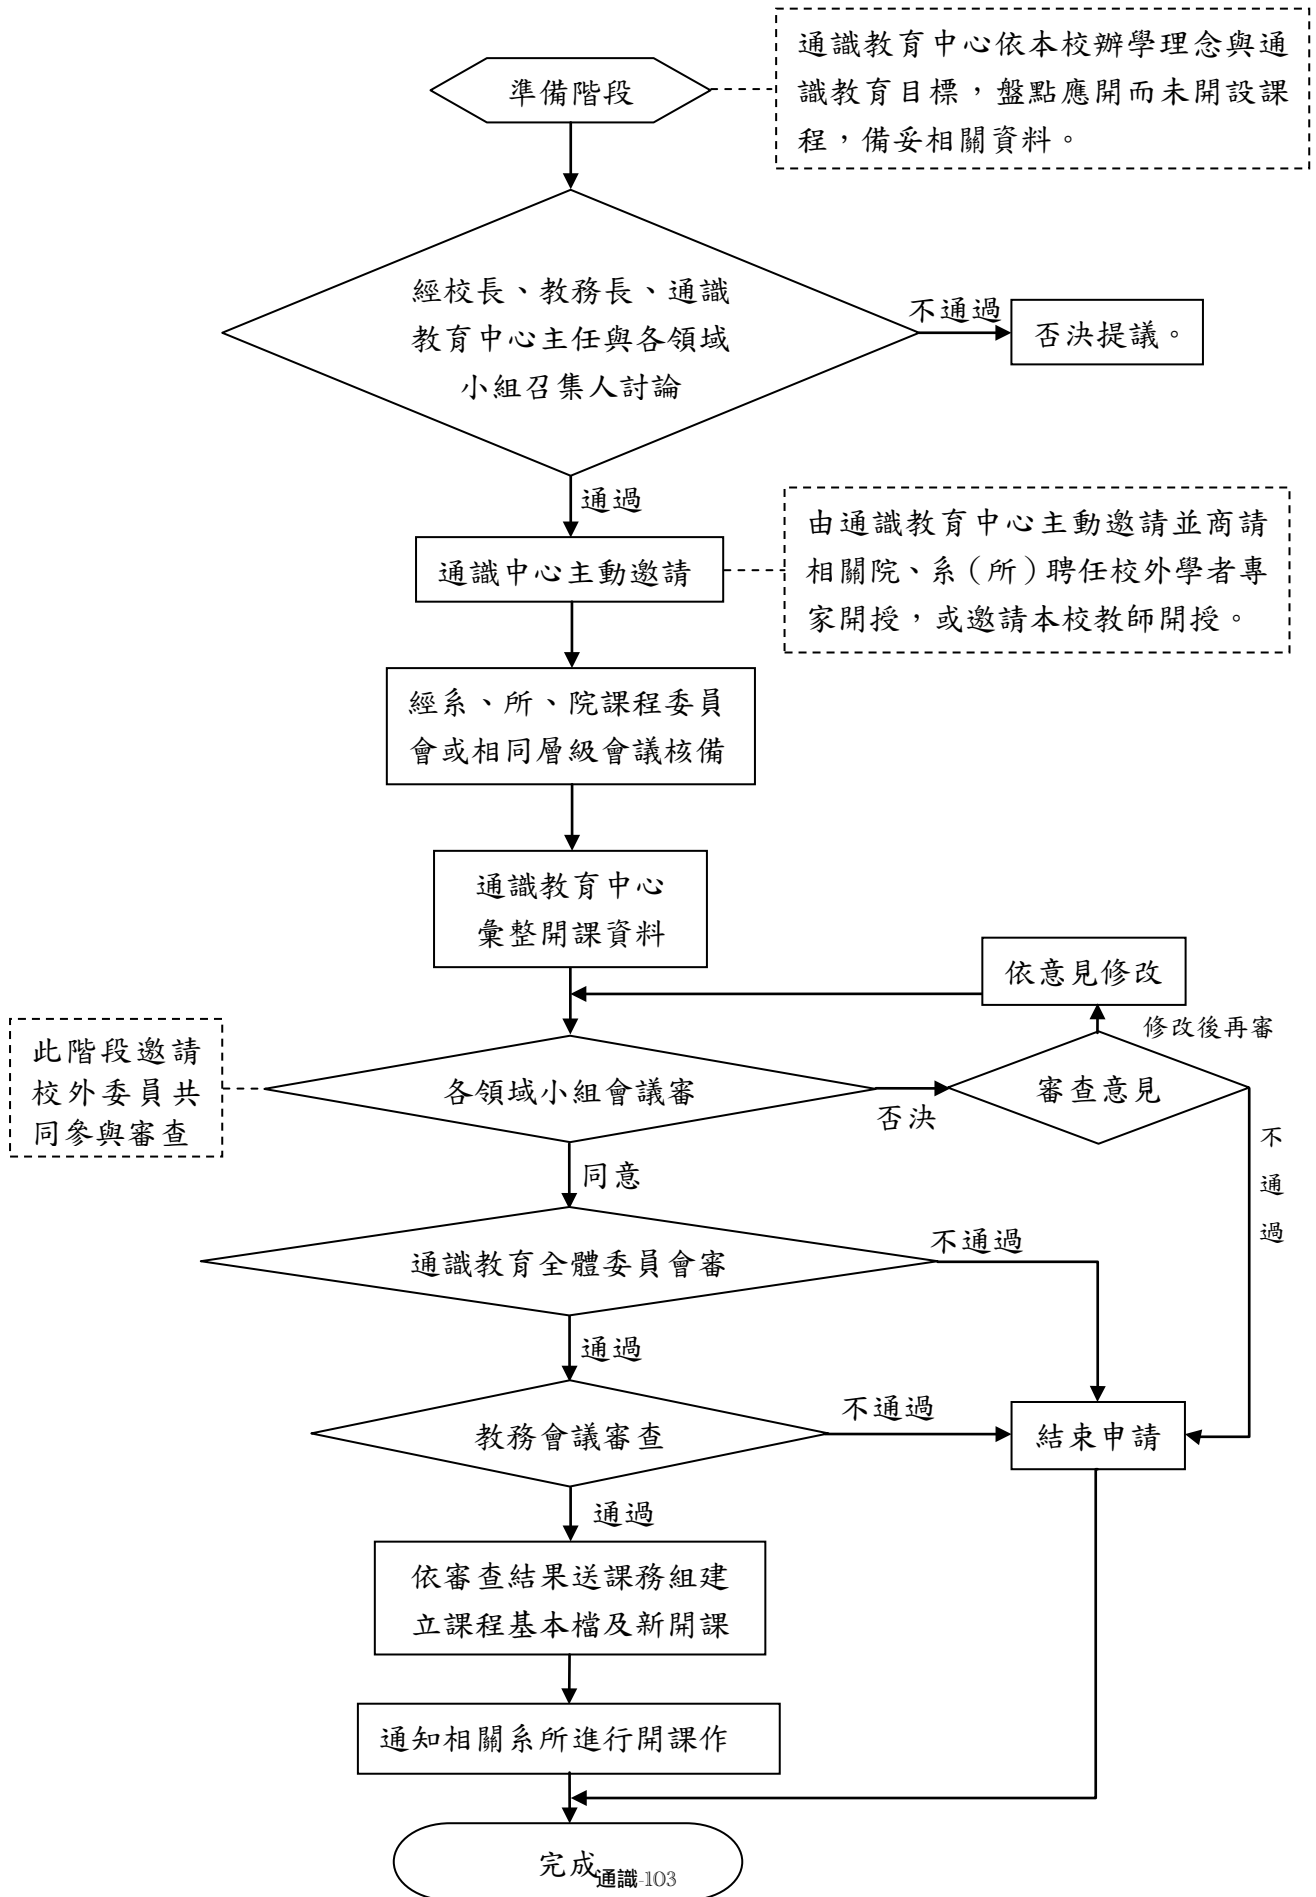 通識教育中心依本校辦學理念與通
識教育目標，盤點應開而未開設課
程，備妥相關資料。
準備階段
經校長、教務長、通識
教育中心主任與各領域
小組召集人討論
不通過
否決提議。
通過
由通識教育中心主動邀請並商請
相關院、系（所）聘任校外學者專
家開授，或邀請本校教師開授。
通識中心主動邀請
經系、所、院課程委員
會或相同層級會議核備
通識教育中心
彙整開課資料
依意見修改
修改後再審
此階段邀請
校外委員共
同參與審查
各領域小組會議審
否決
審查意見
不
通
過
同意
通識教育全體委員會審
不通過
通過
教務會議審查
不通過
結束申請
通過
依審查結果送課務組建
立課程基本檔及新開課
通知相關系所進行開課作
完成
通識-103